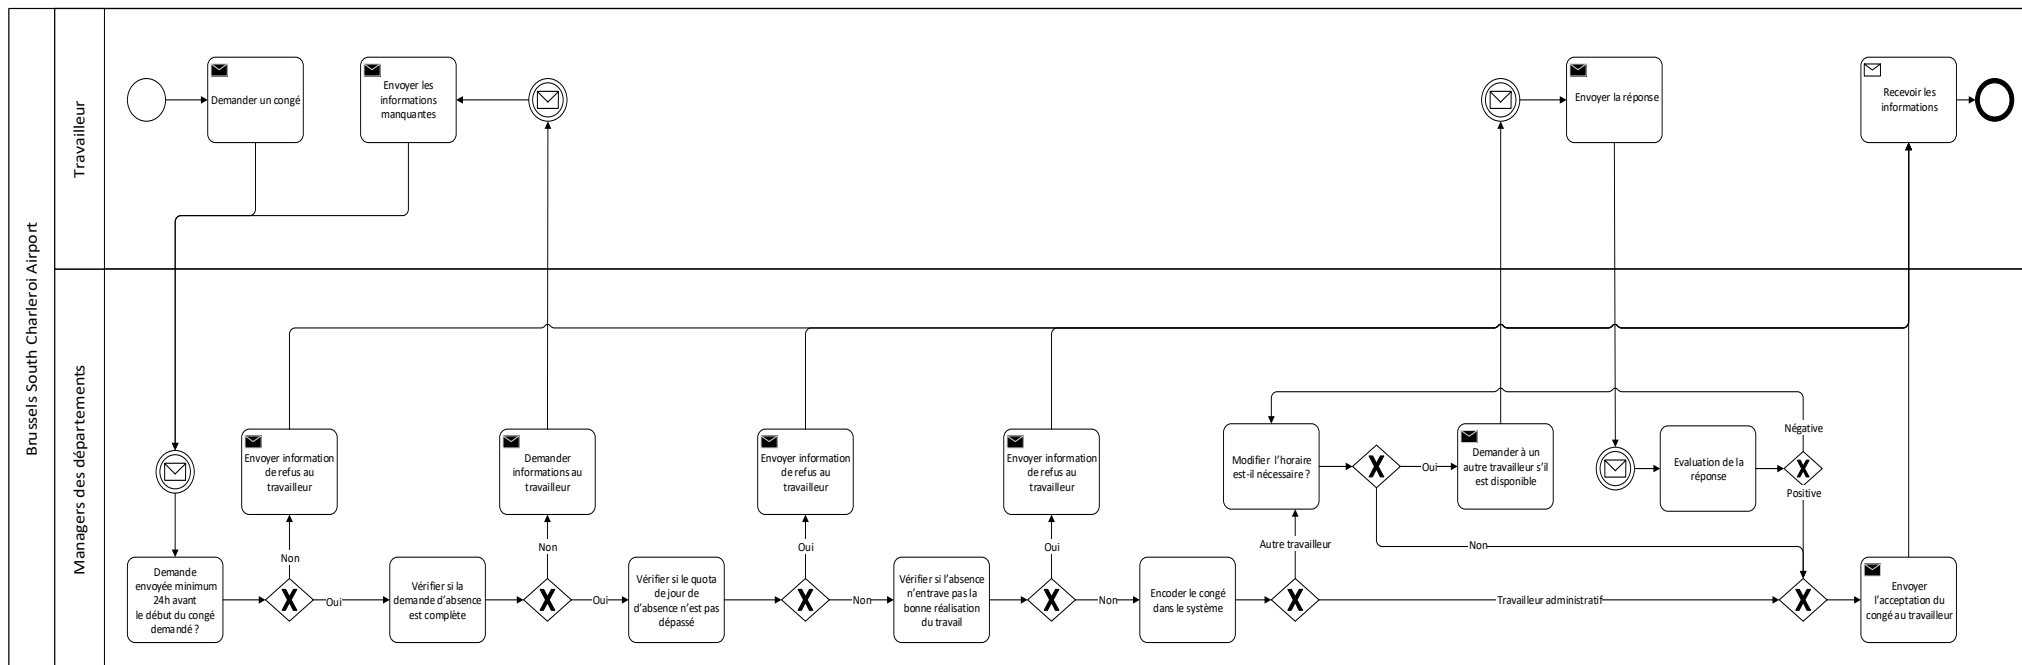 Brussels South Charleroi Airport
Travailleur
Demander un congé
Envoyer les
informations
manquantes
Envoyer la réponse
Recevoir les
informations
Managers des départements
Envoyer information
de refus au
travailleur
Demander
informations au
travailleur
Envoyer information
de refus au
travailleur
Envoyer information
de refus au
travailleur
Modifier l'horaire
est-il nécessaire ?
Oui
Demander à un
autre travailleur s'il
est disponible
Evaluation de la
réponse
Négative
Positive
Non
Non
Oui
Oui
Autre travailleur
Non
Demande
envoyée minimum
24h avant
le début du congé
demandé ?
Oui
Vérifier si la
demande d'absence
est complète
Oui
Vérifier si le quota
de jour de
d'absence n'est pas
dépassé
Non
Vérifier si l'absence
n'entrave pas la
bonne réalisation
du travail
Non
Encoder le congé
dans le système
Travailleur administratif
Envoyer
l'acceptation du
congé au travailleur